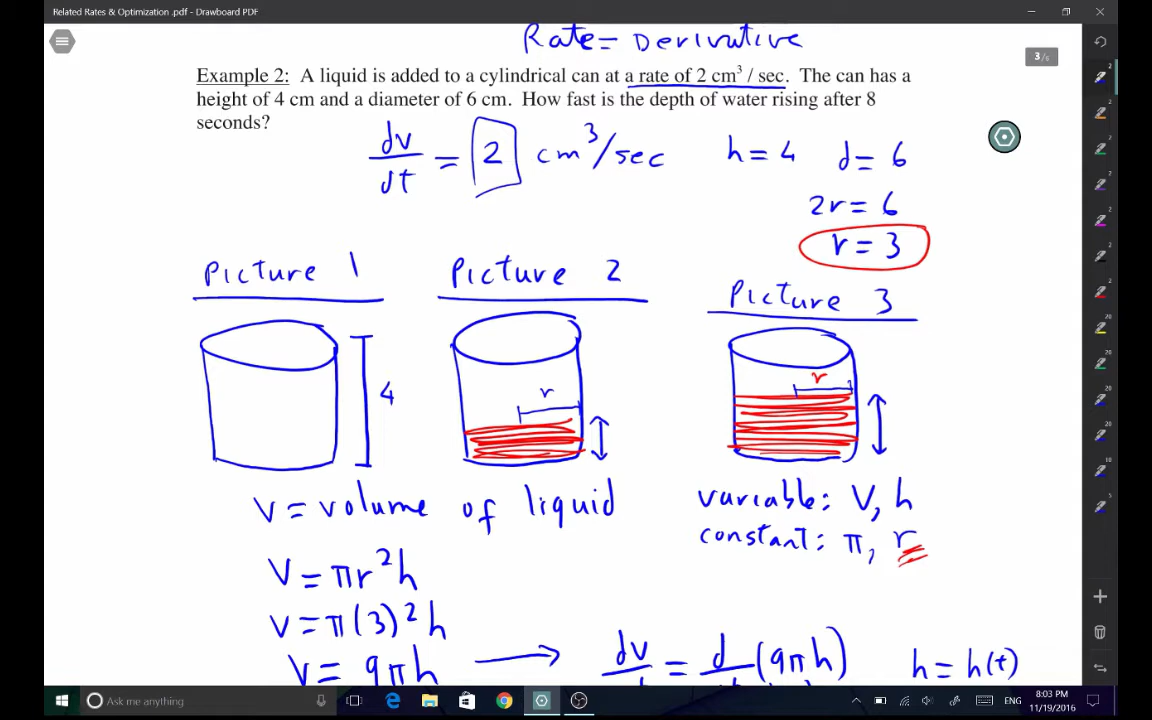 Related Rates & Optimization .pdf - Drawboard PDF
Rate = Derivative
3/6
Example 2: A liquid is added to a cylindrical can at a rate of 2 cm³ / sec. The can has a
height of 4 cm and a diameter of 6 cm. How fast is the depth of water rising after 8
seconds?
dv/dt = 2 cm³/sec h = 4 d = 6
2r = 6
r = 3
Picture 1 Picture 2 Picture 3
4 r r
V = volume of liquid
variable: V, h
constant: π, r
V = πr²h
V = π(3)²h
V = 9πh → dv = d (9πh) h = h(t)
Ask me anything
ENG
8:03 PM
11/19/2016